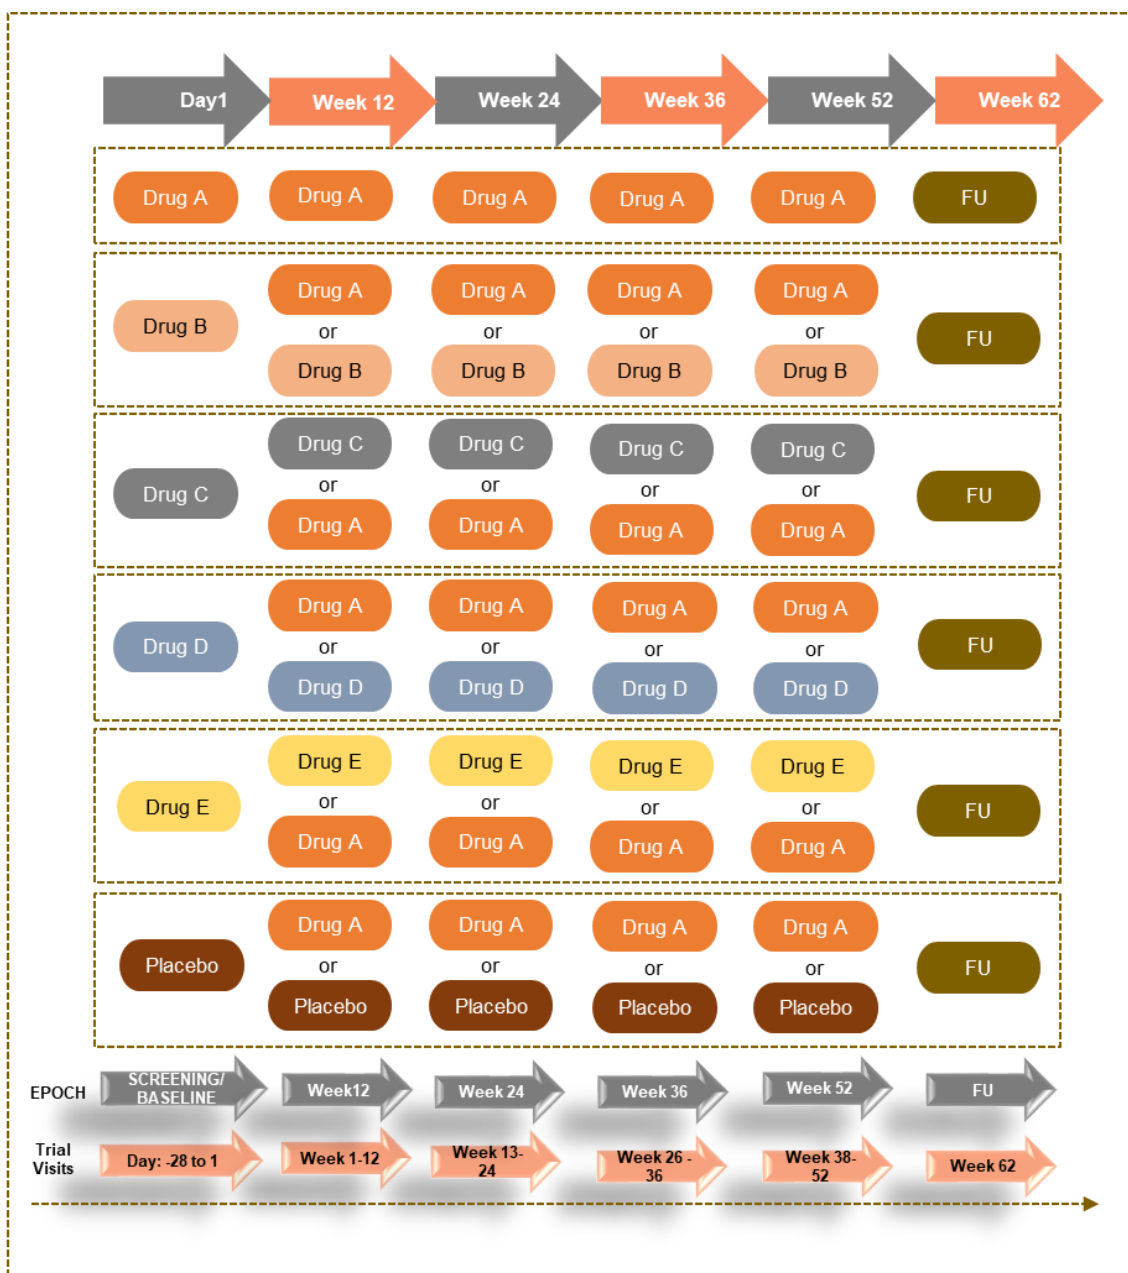 Day1 Week 12 Week 24 Week 36 Week 52 Week 62
Drug A Drug A Drug A Drug A Drug A FU
Drug A Drug A Drug A Drug A
Drug B or or or or FU
Drug B Drug B Drug B Drug B
Drug C Drug C Drug C Drug C
Drug C or or or or FU
Drug A Drug A Drug A Drug A
Drug A Drug A Drug A Drug A
Drug D or or or or FU
Drug D Drug D Drug D Drug D
Drug E Drug E Drug E Drug E
Drug E or or or or FU
Drug A Drug A Drug A Drug A
Drug A Drug A Drug A Drug A
Placebo or or or or FU
Placebo Placebo Placebo Placebo
EPOCH
SCREENING/
BASELINE
Week12
Week 24
Week 36
Week 52
FU
Trial
Visits
Day: -28 to 1
Week 1-12
Week 13-
24
Week 26 -
36
Week 38-
52
Week 62